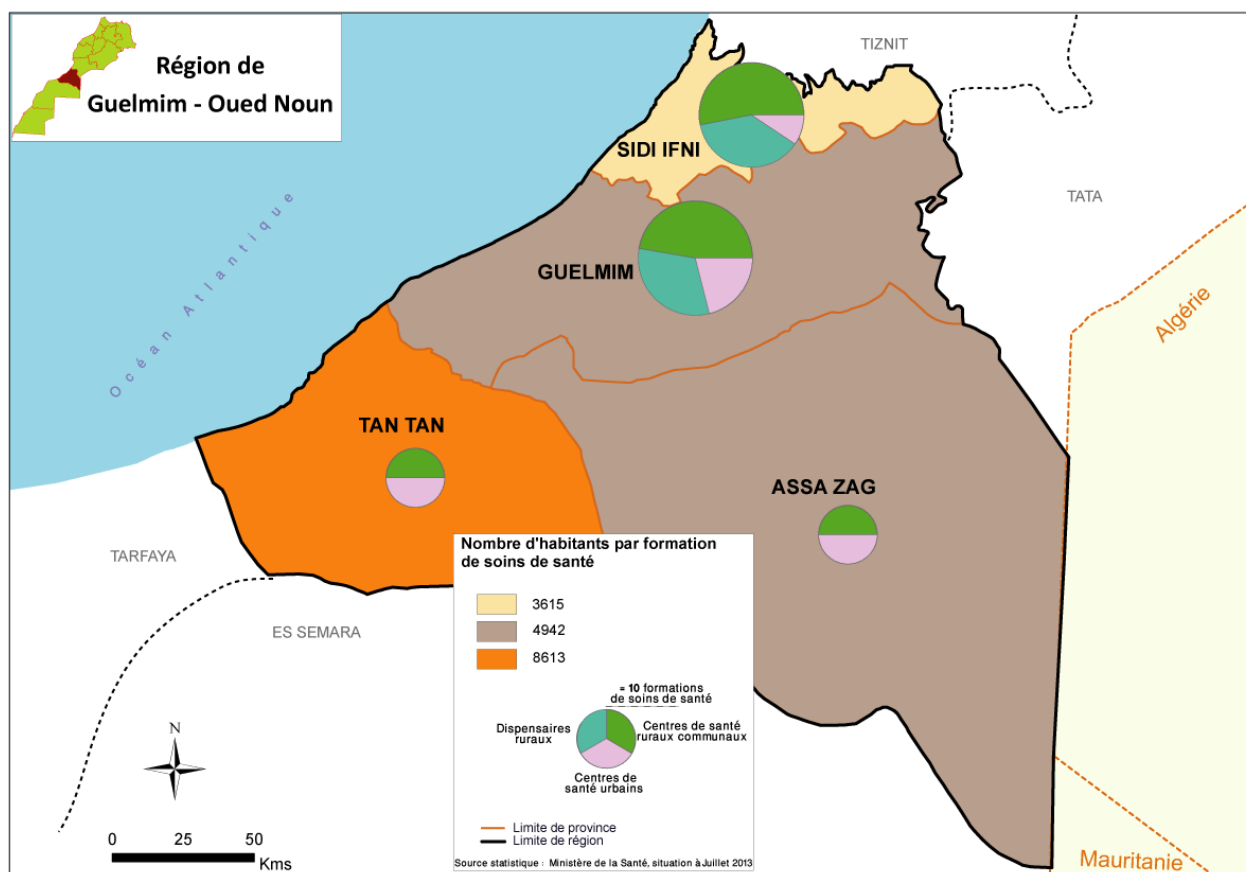 Région de
Guelmim - Oued Noun
TIZNIT
SIDI IFNI
TATA
Océan Atlantique
GUELMIM
Algérie
TAN TAN
ASSA ZAG
TARFAYA
ES SEMARA
Nombre d'habitants par formation
de soins de santé
3615
4942
8613
= 10 formations
de soins de santé
Dispensaires
ruraux
Centres de santé
ruraux communaux
Centres de
santé urbains
Limite de province
Limite de région
Source statistique : Ministère de la Santé, situation à Juillet 2013
N
0 25 50
Kms
Mauritanie